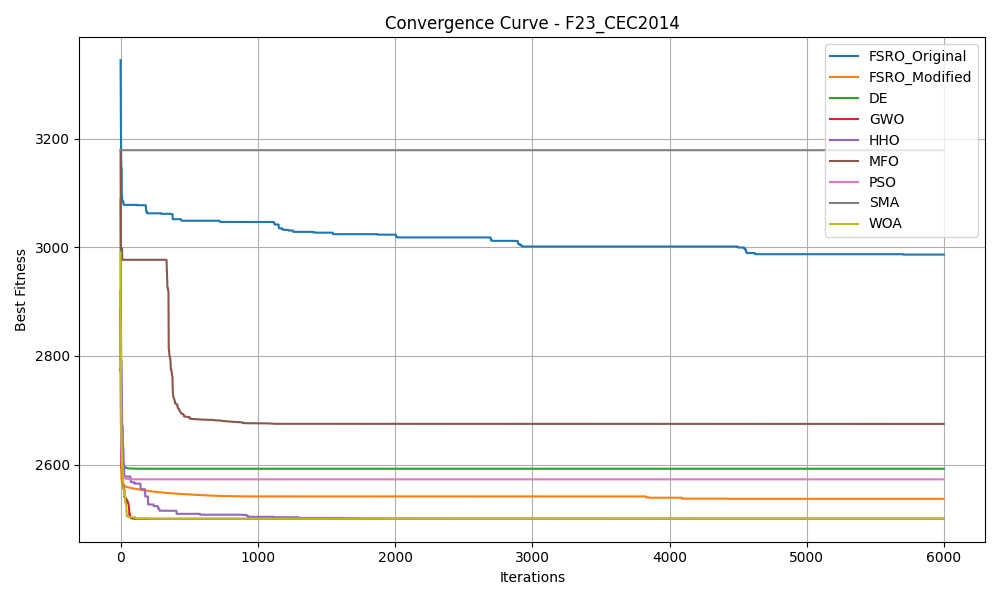 Convergence Curve - F23_CEC2014
FSRO_Original
FSRO_Modified
DE
GWO
HHO
MFO
PSO
SMA
WOA
Best Fitness
3200
3000
2800
2600
0 1000 2000 3000 4000 5000 6000
Iterations